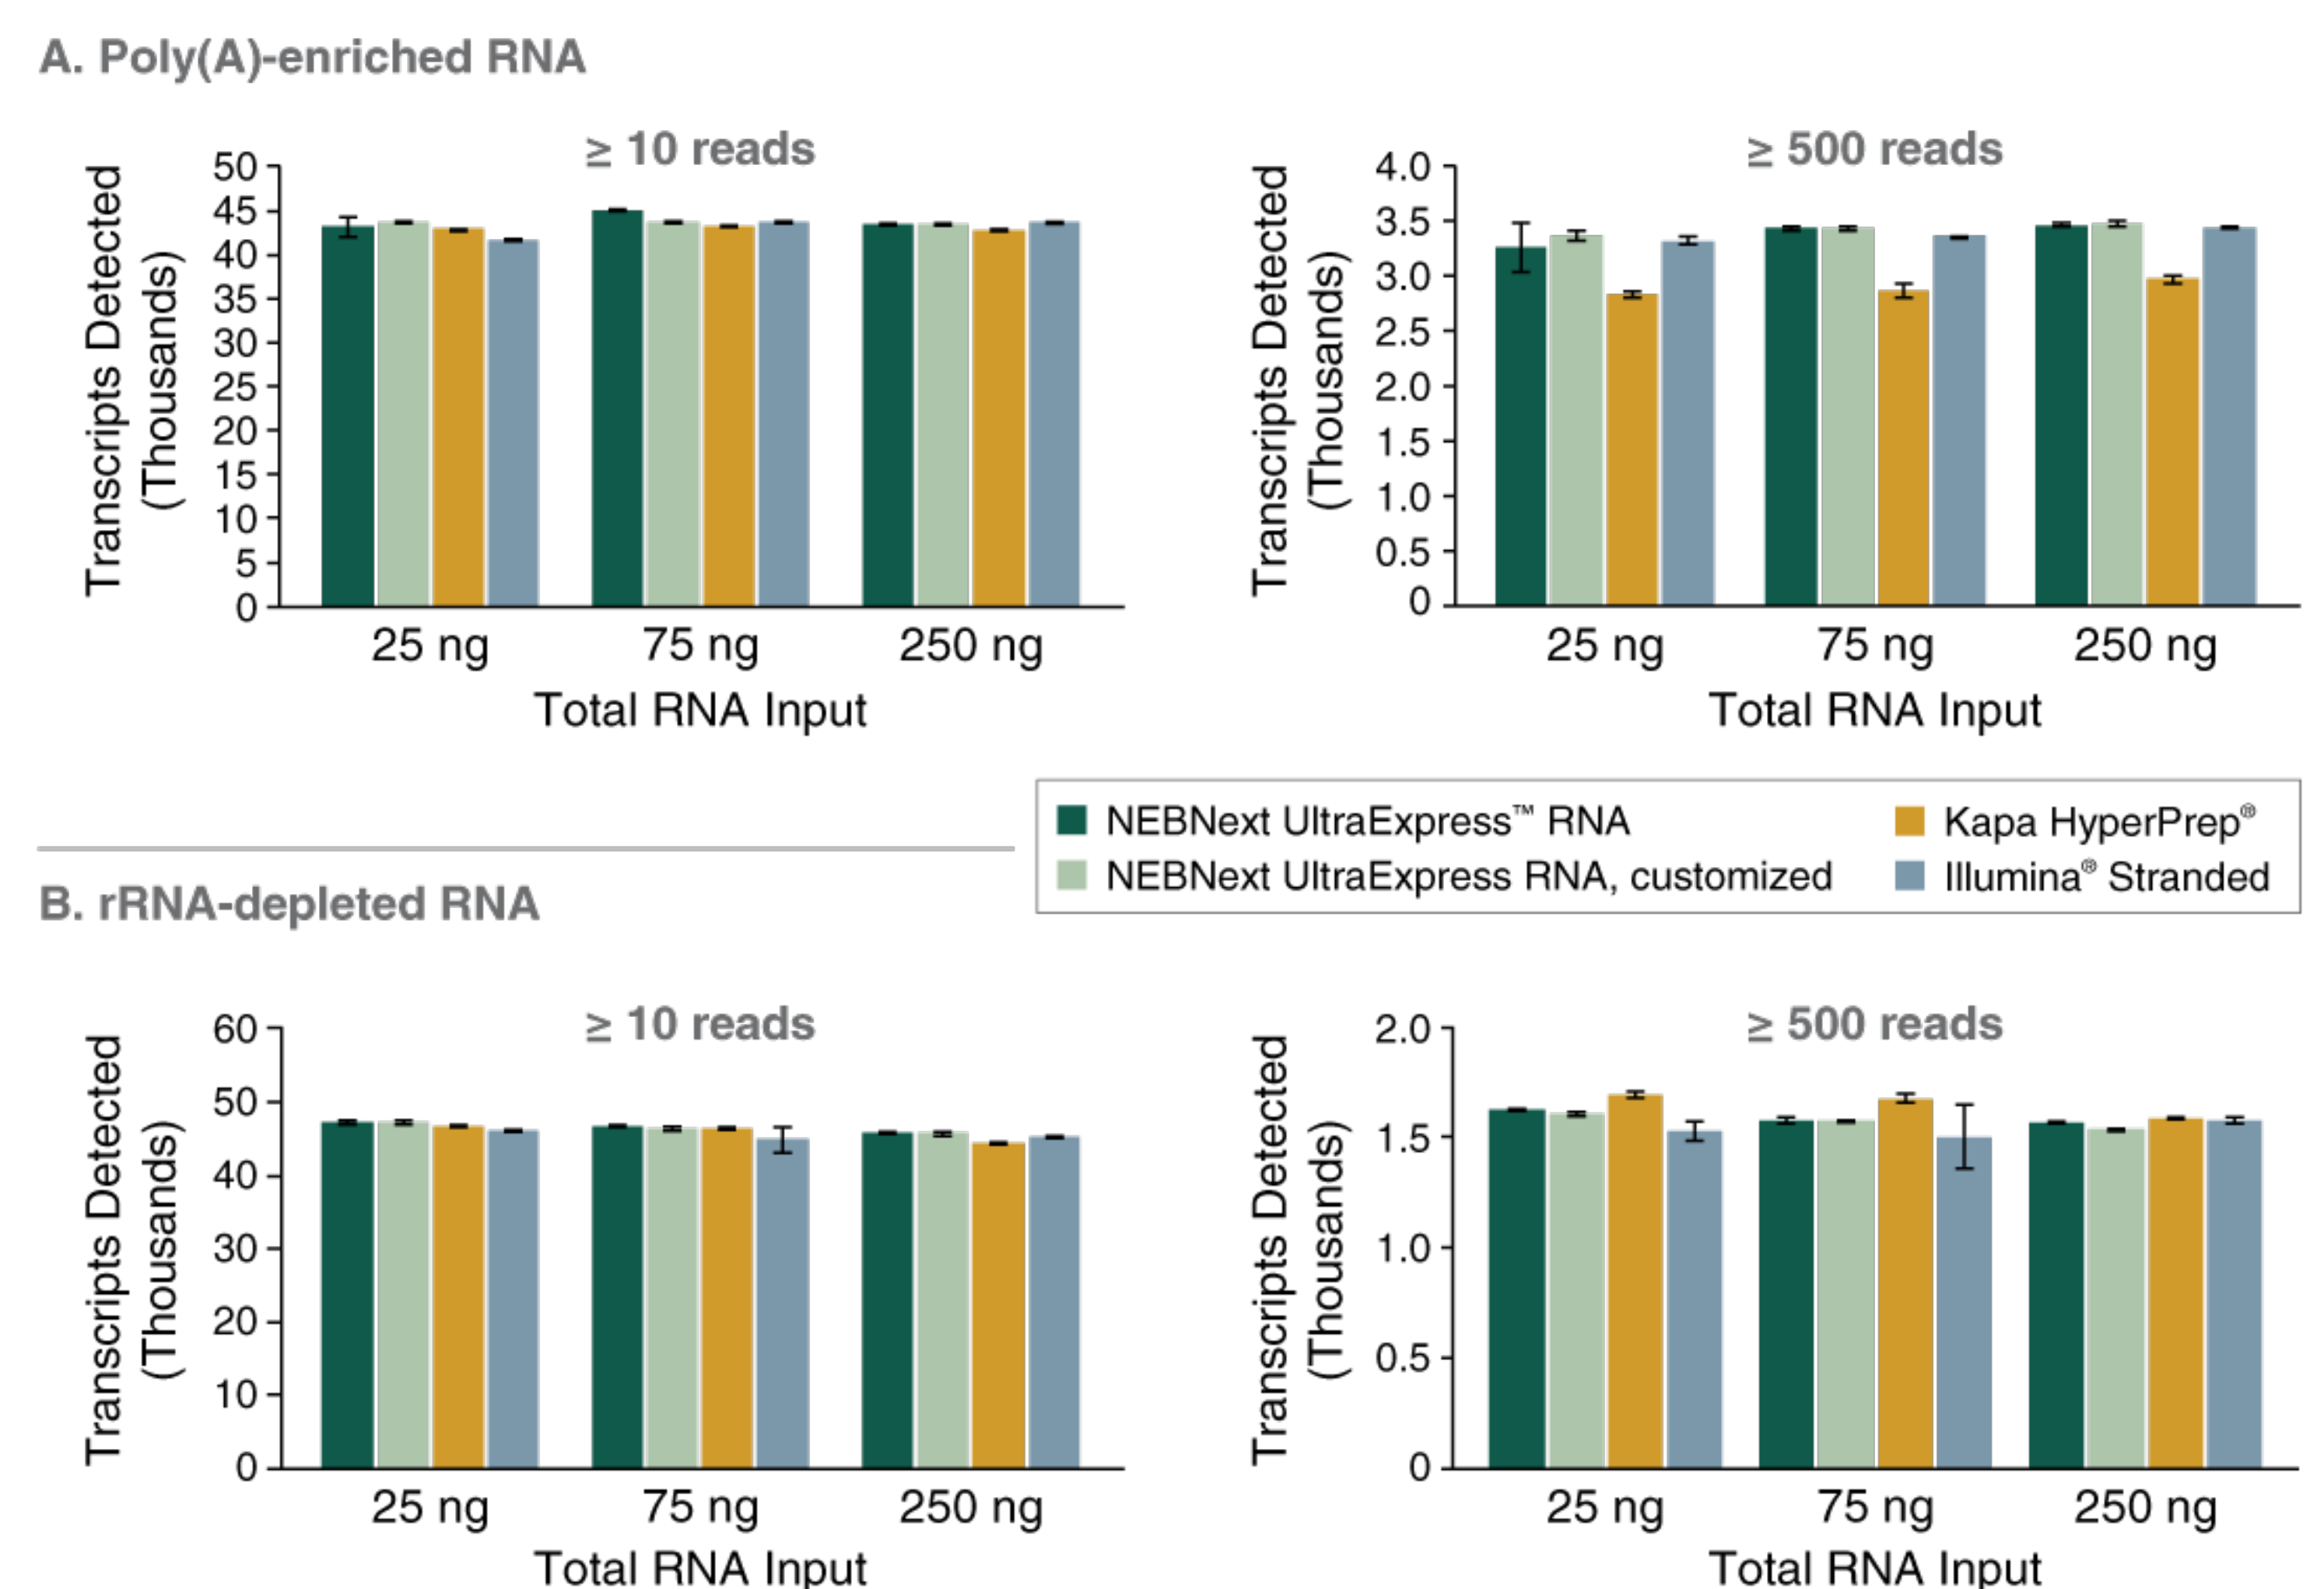 A. Poly(A)-enriched RNA
≥ 10 reads
Transcripts Detected
(Thousands)
50
45
40
35
30
25
20
15
10
5
0
25 ng 75 ng 250 ng
Total RNA Input
≥ 500 reads
Transcripts Detected
(Thousands)
4.0
3.5
3.0
2.5
2.0
1.5
1.0
0.5
0
25 ng 75 ng 250 ng
Total RNA Input
NEBNext UltraExpress™ RNA
NEBNext UltraExpress RNA, customized
Kapa HyperPrep®
Illumina® Stranded
B. rRNA-depleted RNA
≥ 10 reads
Transcripts Detected
(Thousands)
60
50
40
30
20
10
0
25 ng 75 ng 250 ng
Total RNA Input
≥ 500 reads
Transcripts Detected
(Thousands)
2.0
1.5
1.0
0.5
0
25 ng 75 ng 250 ng
Total RNA Input